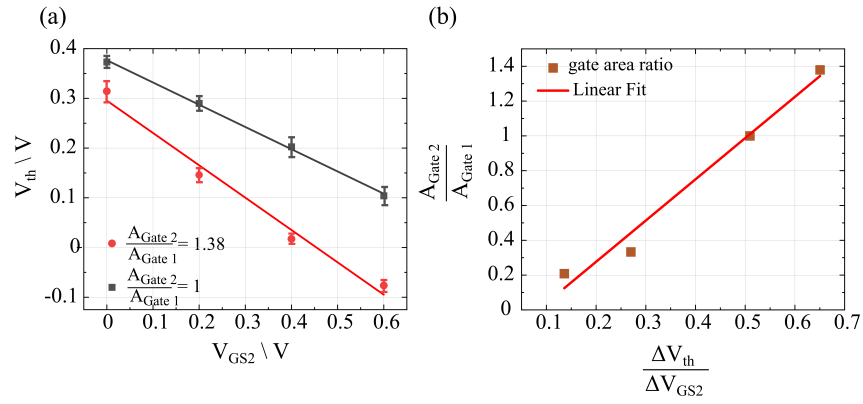 (a)
0.4
0.3
0.2
0.1
0
-0.1
V_th \ V
A_Gate 2 / A_Gate 1 = 1.38
A_Gate 2 / A_Gate 1 = 1
0 0.1 0.2 0.3 0.4 0.5 0.6
V_GS2 \ V
(b)
1.4
1.2
1
0.8
0.6
0.4
0.2
0
A_Gate 2
A_Gate 1
gate area ratio
Linear Fit
0.1 0.2 0.3 0.4 0.5 0.6 0.7
ΔV_th
ΔV_GS2